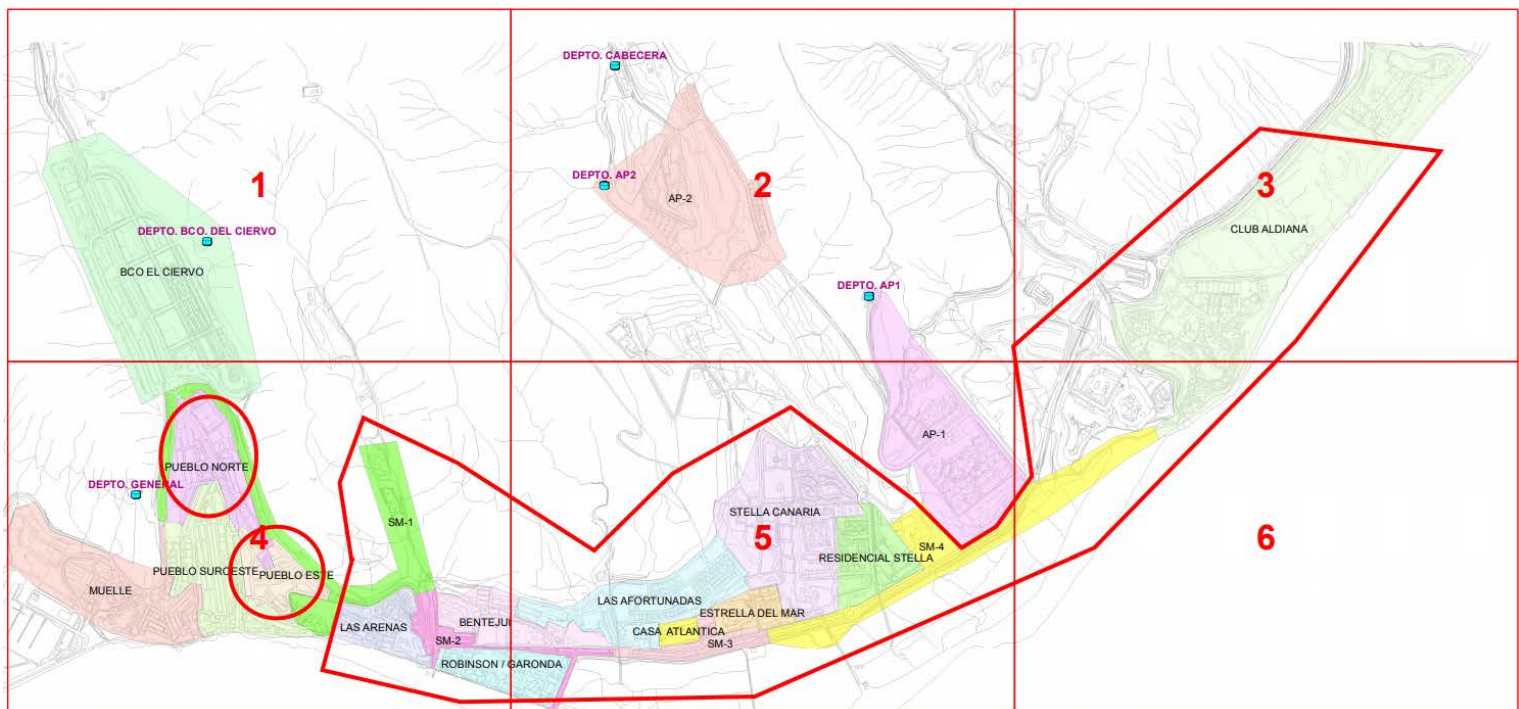 DEPTO. CABECERA
1
DEPTO. AP2
AP-2
2
3
DEPTO. BCO. DEL CIERVO
CLUB ALDIANA
BCO EL CIERVO
DEPTO. AP1
AP-1
PUEBLO NORTE
DEPTO. GENERAL
SM-1
STELLA CANARIA
4
5
6
SM-4
RESIDENCIAL STELLA
PUEBLO SUROESTE
PUEBLO ESTE
MUELLE
LAS AFORTUNADAS
ESTRELLA DEL MAR
BENTEJUI
LAS ARENAS
CASA ATLANTICA
SM-2
SM-3
ROBINSON / GARONDA